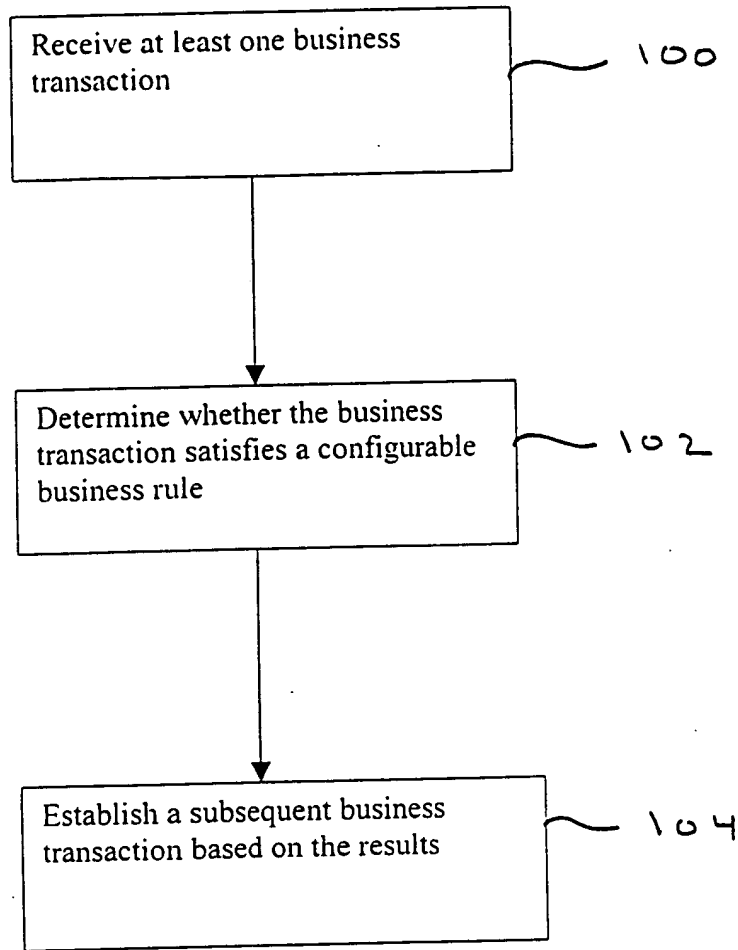 Receive at least one business
transaction
100
Determine whether the business
transaction satisfies a configurable
business rule
102
Establish a subsequent business
transaction based on the results
104